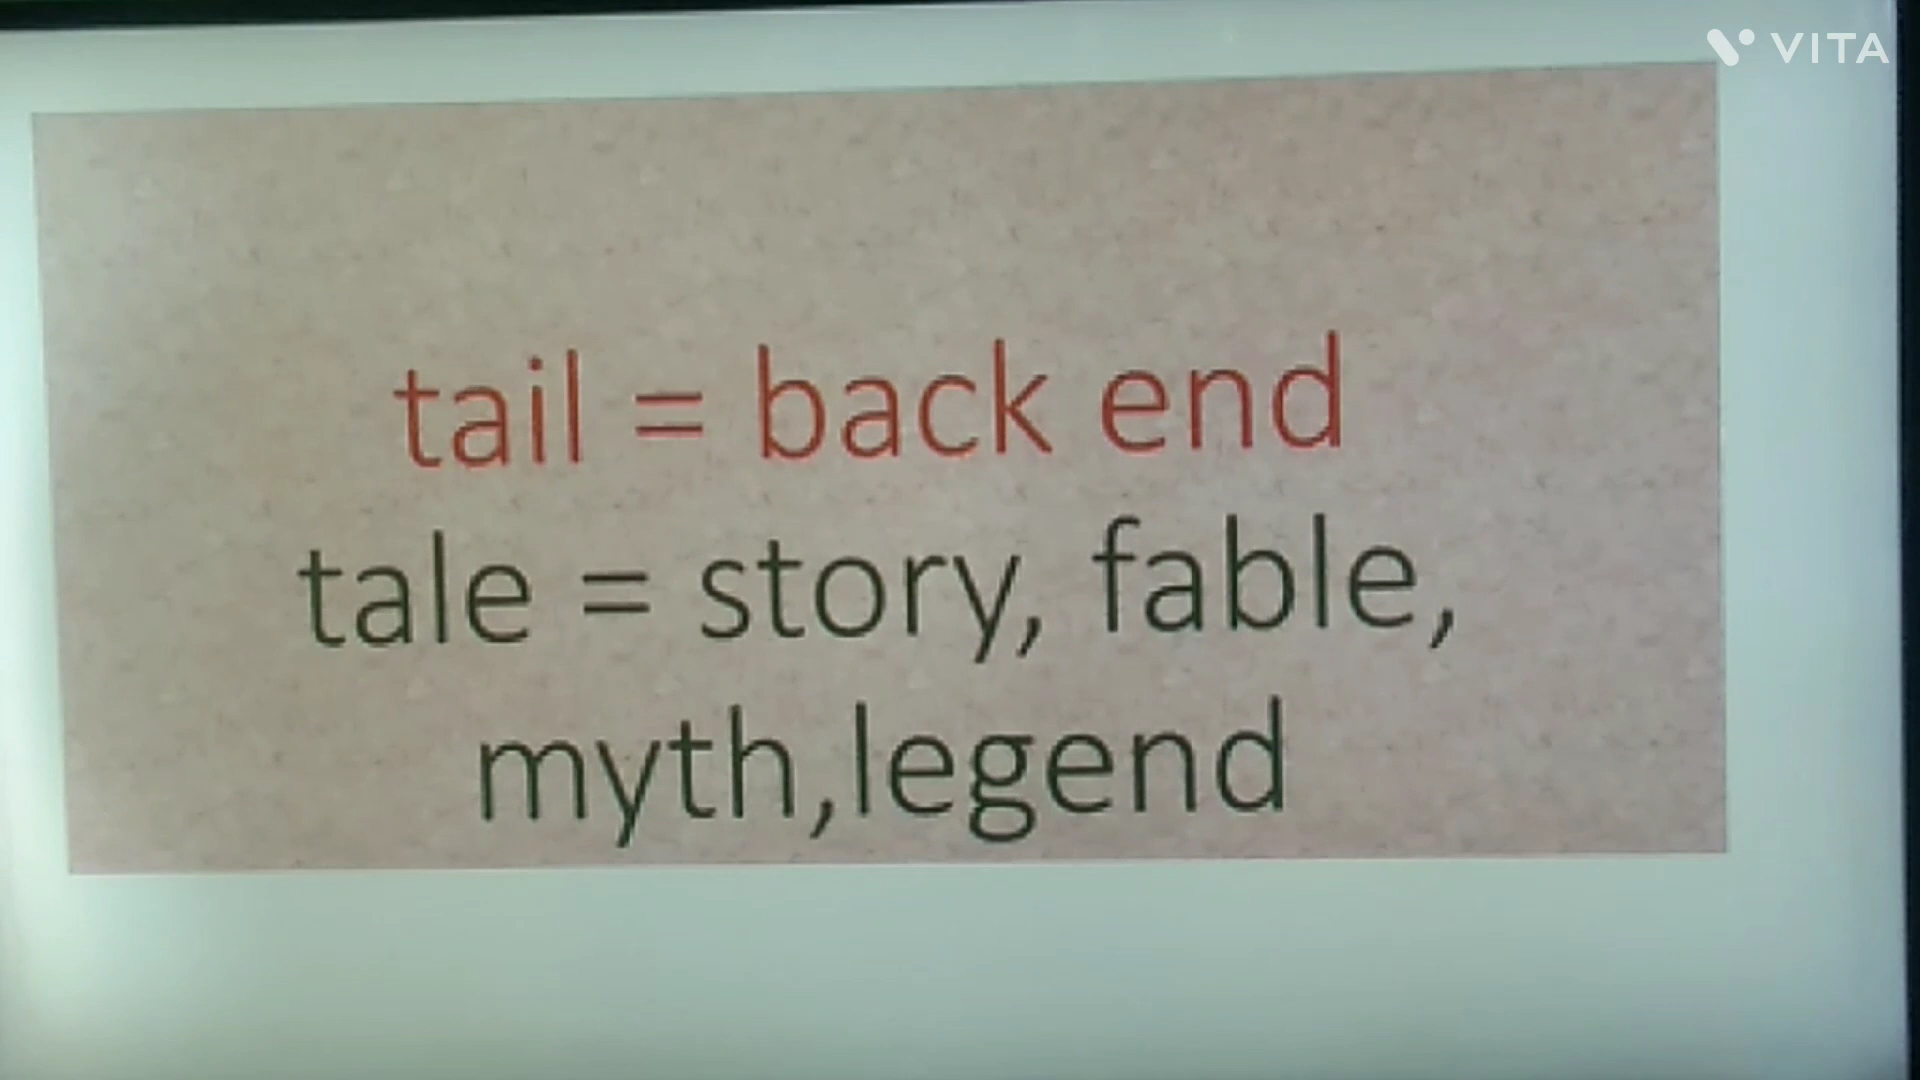 VITA
tail = back end
tale = story, fable,
myth,legend